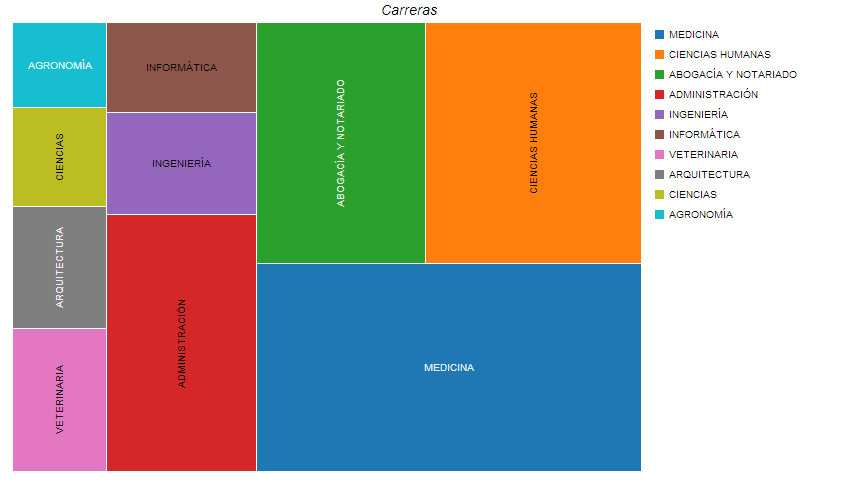 Carreras
AGRONOMÍA
INFORMÁTICA
CIENCIAS
INGENIERÍA
ARQUITECTURA
VETERINARIA
ADMINISTRACIÓN
ABOGACÍA Y NOTARIADO
CIENCIAS HUMANAS
MEDICINA
MEDICINA
CIENCIAS HUMANAS
ABOGACÍA Y NOTARIADO
ADMINISTRACIÓN
INGENIERÍA
INFORMÁTICA
VETERINARIA
ARQUITECTURA
CIENCIAS
AGRONOMÍA